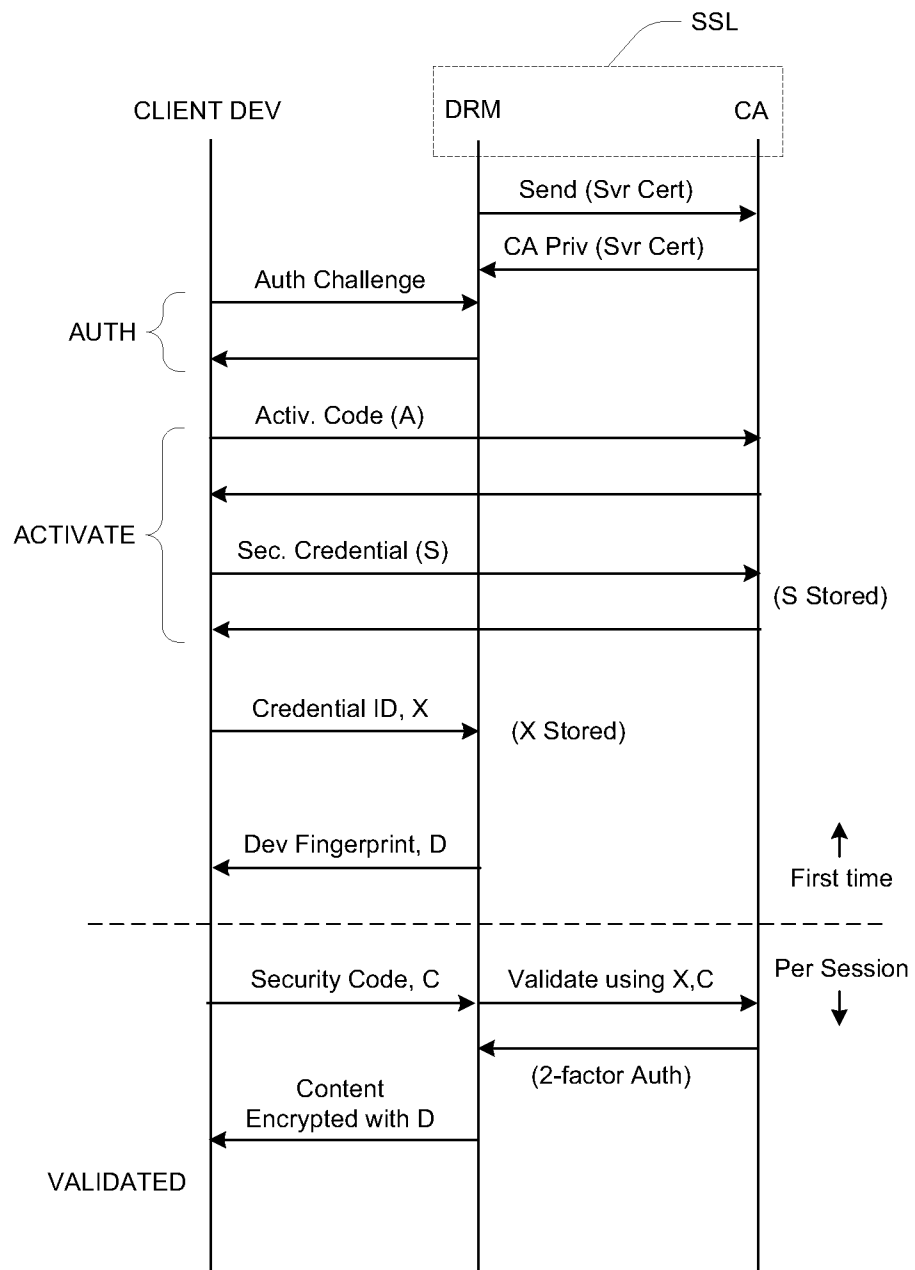 SSL
CLIENT DEV
DRM
CA
Send (Svr Cert)
CA Priv (Svr Cert)
Auth Challenge
AUTH
Activ. Code (A)
ACTIVATE
Sec. Credential (S)
(S Stored)
Credential ID, X
(X Stored)
Dev Fingerprint, D
First time
Per Session
Security Code, C
Validate using X,C
(2-factor Auth)
Content
Encrypted with D
VALIDATED